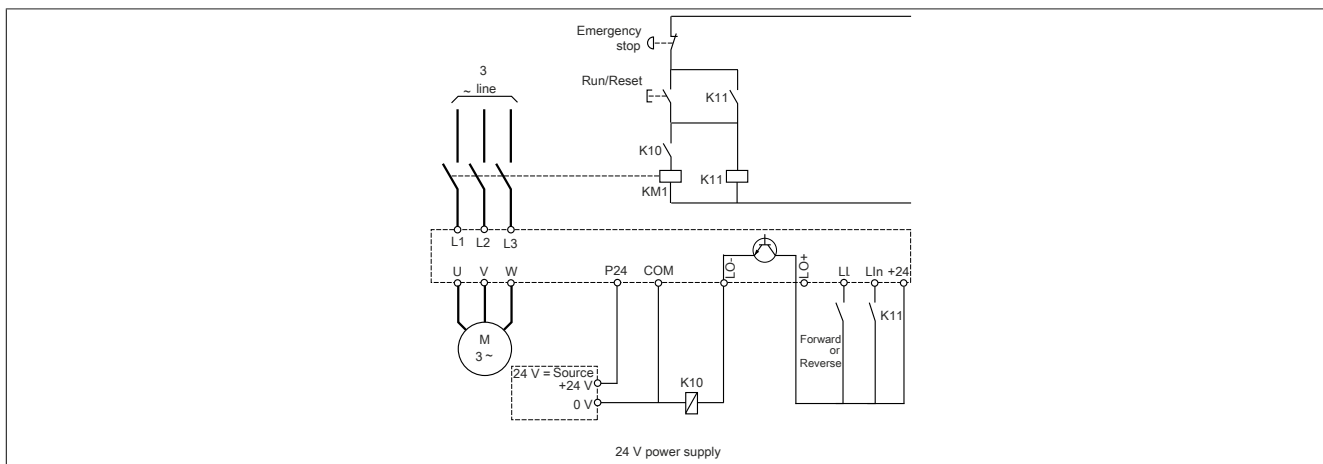 Emergency
stop
3
~ line
Run/Reset
K11
K10
KM1
K11
L1 L2 L3
LO-
LO+
U V W
P24 COM
LI. LIn +24
K11
M
3 ~
Forward
or
Reverse
24 V = Source
+24 V
0 V
K10
24 V power supply